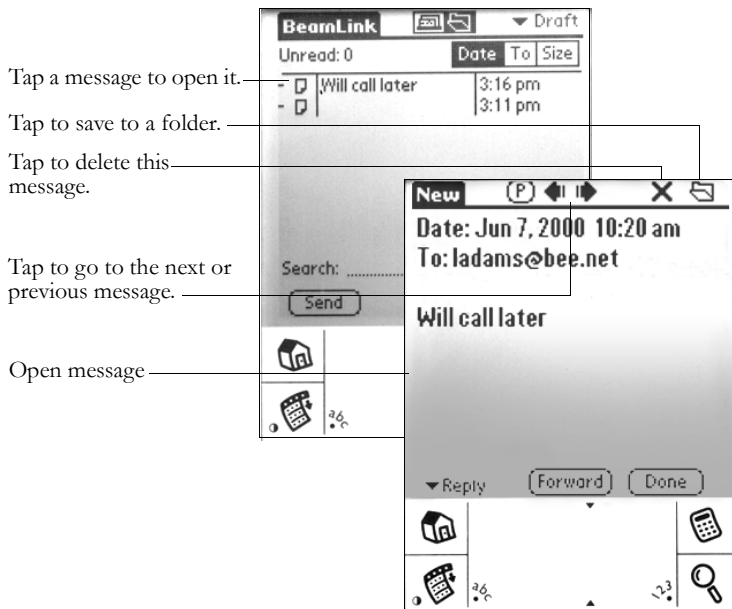 Tap a message to open it.
Tap to save to a folder.
Tap to delete this
message.
Tap to go to the next or
previous message.
Open message
BeamLink
Draft
Unread: 0
Date To Size
- Will call later 3:16 pm
- 3:11 pm
Search:
Send
abc
New P
Date: Jun 7, 2000 10:20 am
To: ladams@bee.net
Will call later
Reply Forward Done
abc 123